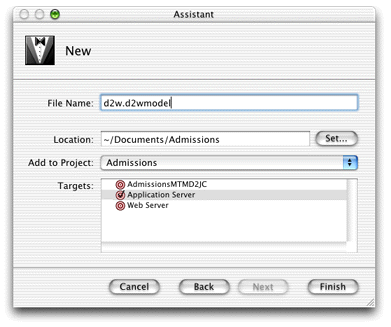 Assistant
New
File Name: d2w.d2wmodel
Location: ~/Documents/Admissions Set...
Add to Project: Admissions
Targets: AdmissionsMTMD2JC
Application Server
Web Server
Cancel Back Next Finish